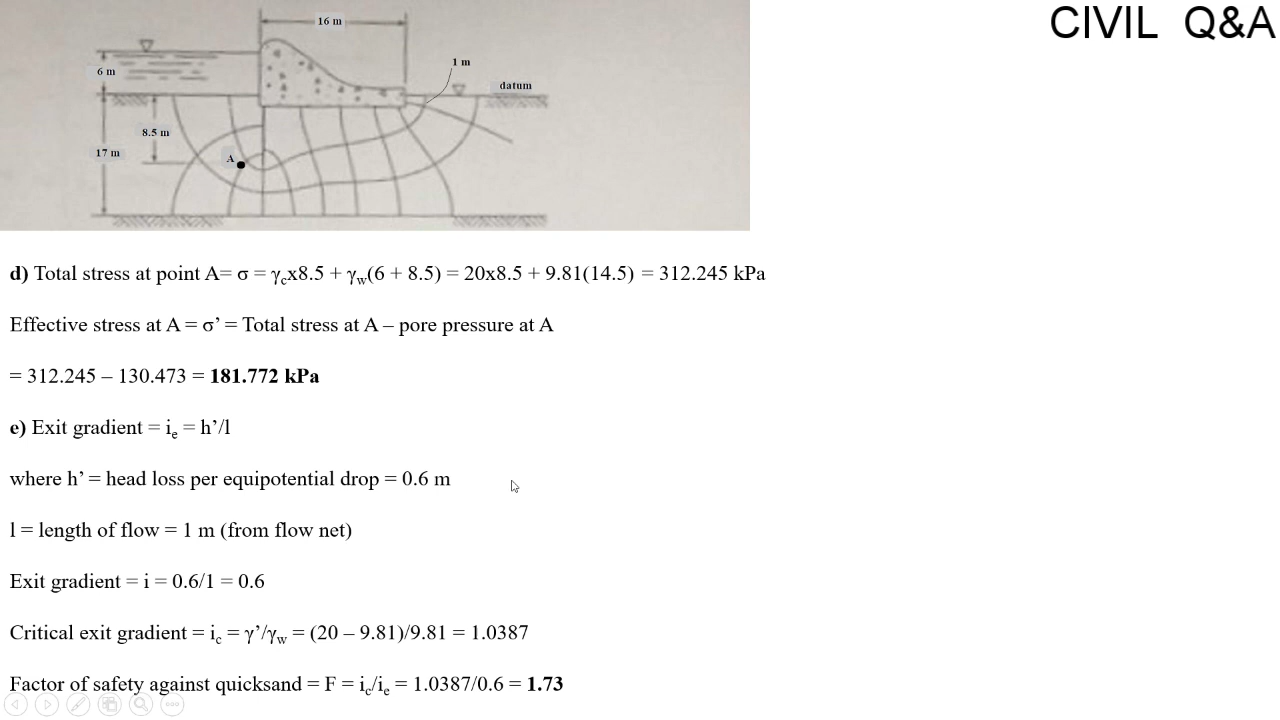 CIVIL Q&A
16 m
1 m
6 m
datum
8.5 m
17 m
A
d) Total stress at point A= σ = γcx8.5 + γw(6 + 8.5) = 20x8.5 + 9.81(14.5) = 312.245 kPa
Effective stress at A = σ’ = Total stress at A – pore pressure at A
= 312.245 – 130.473 = 181.772 kPa
e) Exit gradient = ie = h’/l
where h’ = head loss per equipotential drop = 0.6 m
l = length of flow = 1 m (from flow net)
Exit gradient = i = 0.6/1 = 0.6
Critical exit gradient = ic = γ’/γw = (20 – 9.81)/9.81 = 1.0387
Factor of safety against quicksand = F = ic/ie = 1.0387/0.6 = 1.73